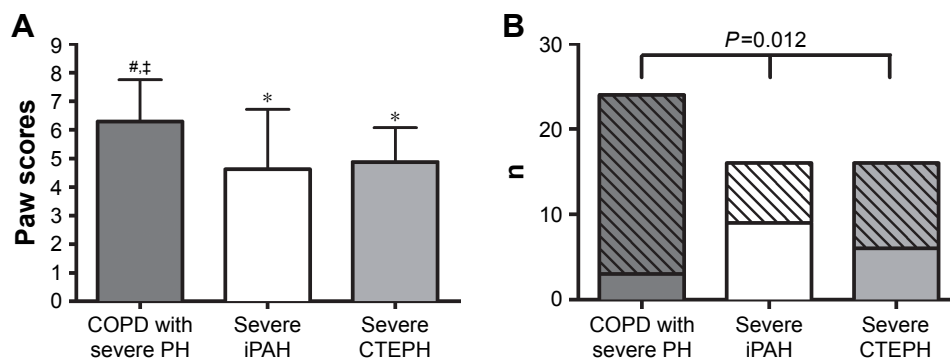 A
Paw scores
9
8
7
6
5
4
3
2
1
0
#,‡
*
*
COPD with
severe PH
Severe
iPAH
Severe
CTEPH
B
n
30
20
10
0
P=0.012
COPD with
severe PH
Severe
iPAH
Severe
CTEPH